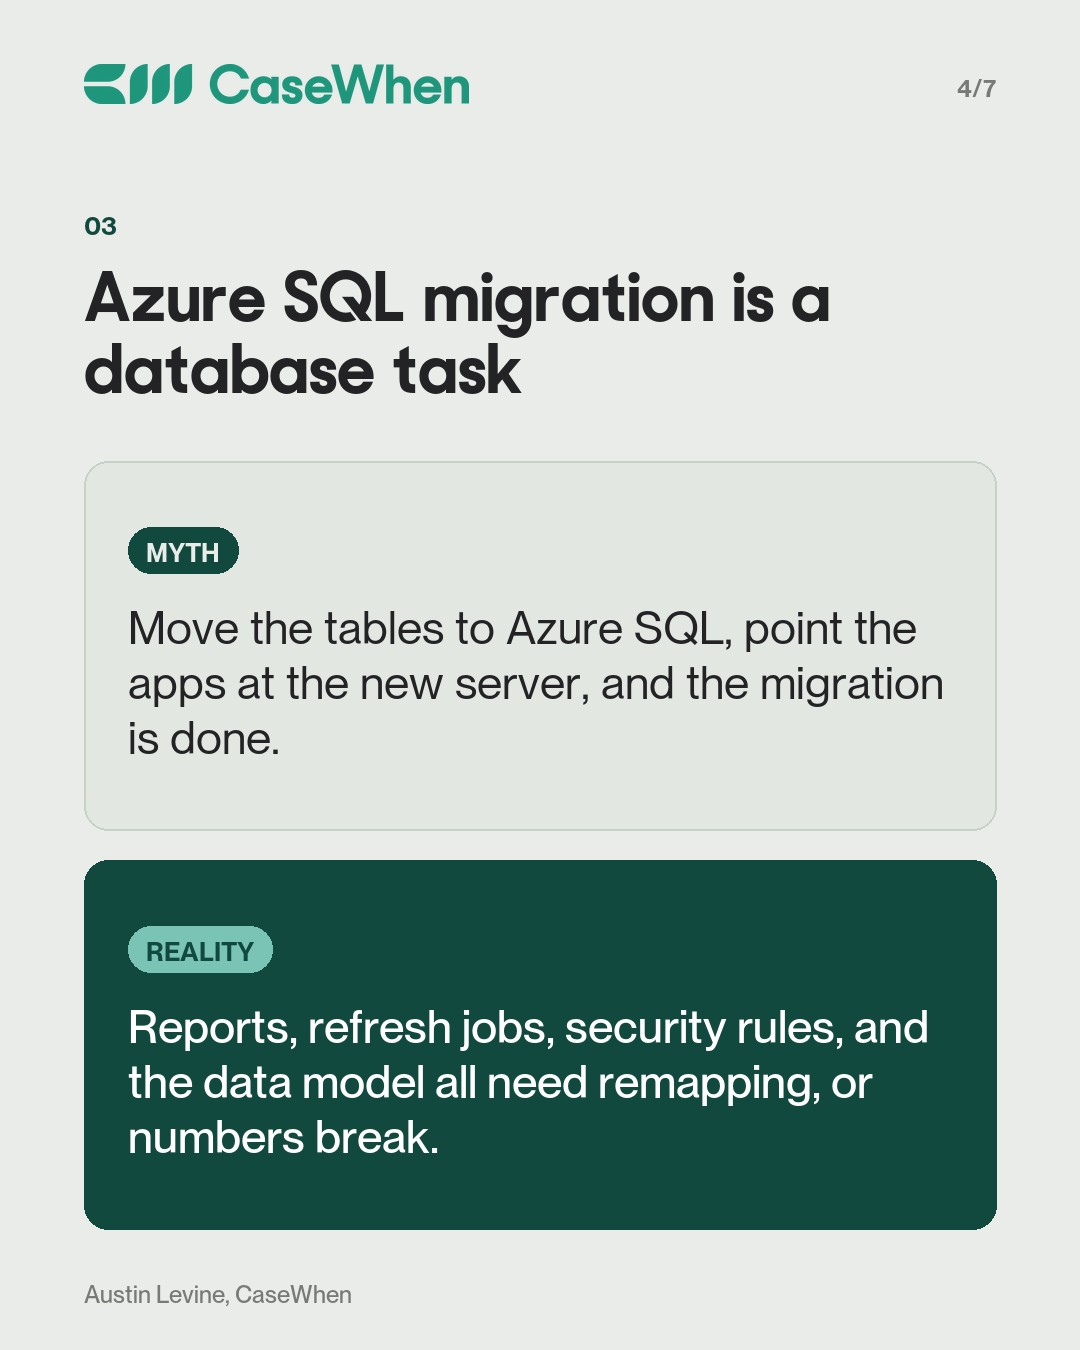 CaseWhen
4/7
03
Azure SQL migration is a
database task
MYTH
Move the tables to Azure SQL, point the
apps at the new server, and the migration
is done.
REALITY
Reports, refresh jobs, security rules, and
the data model all need remapping, or
numbers break.
Austin Levine, CaseWhen